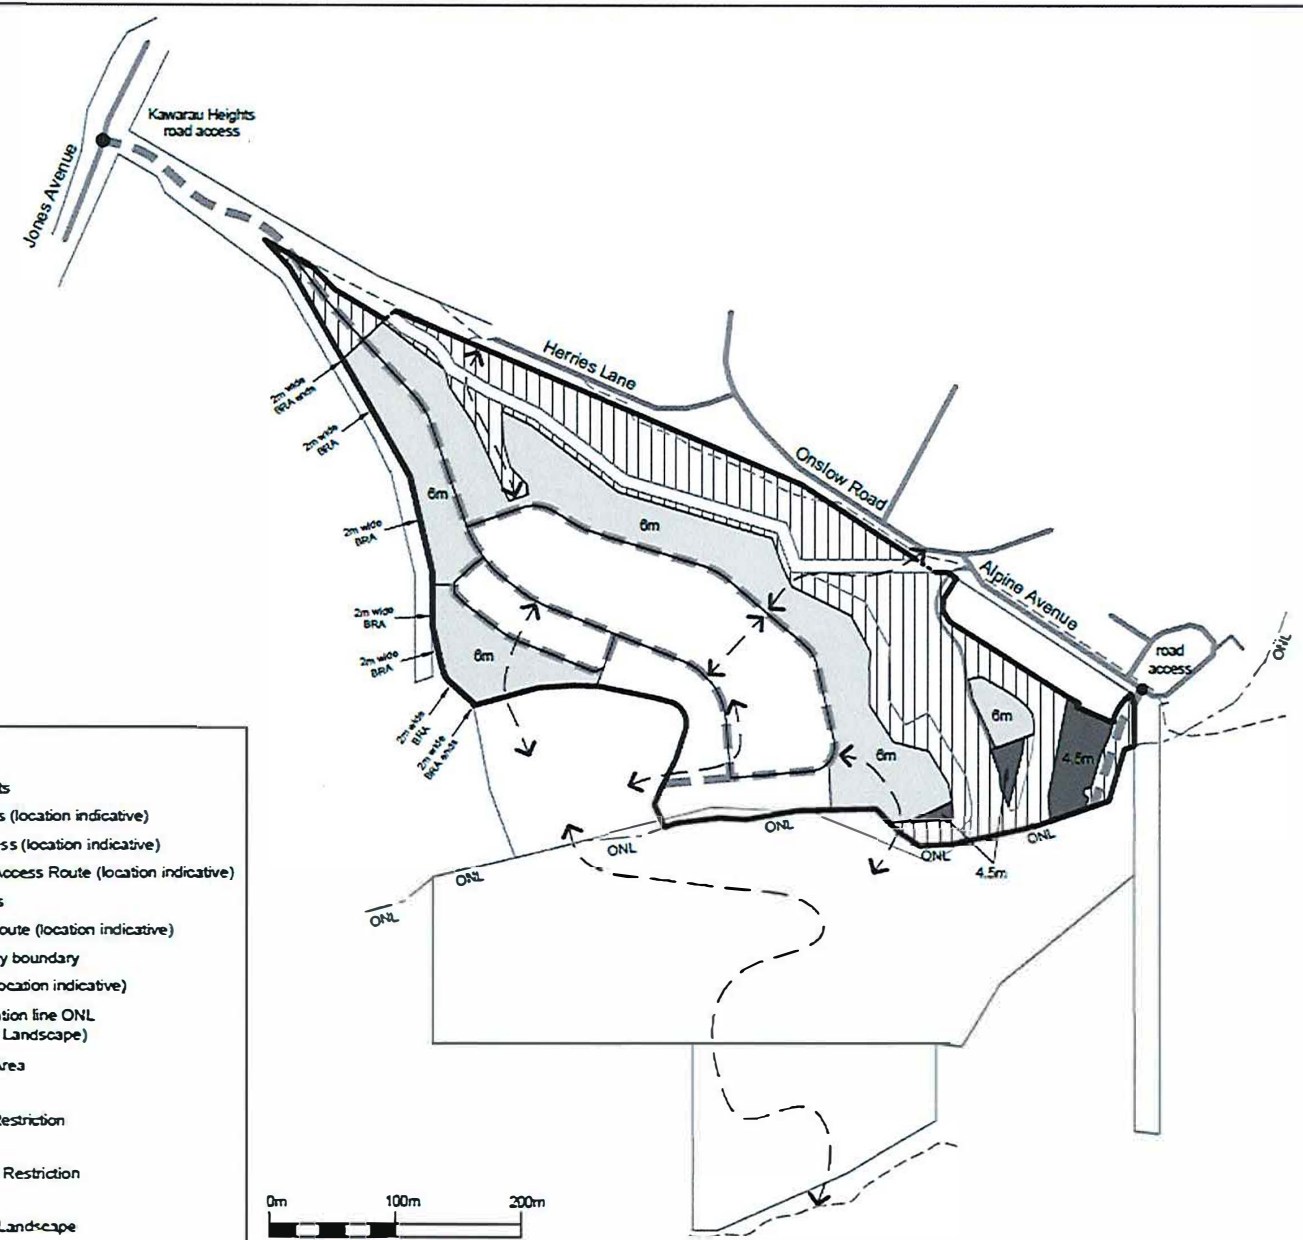 Kawarau Heights
road access
Jones Avenue
Herries Lane
2m wide
BRA ends
2m wide
BRA
Onslow Road
6m
6m
2m wide
BRA
Alpine Avenue
2m wide
BRA
road
access
ONL
2m wide
BRA
6m
6m
2m wide
BRA
2m wide
BRA ends
6m
4.5m
ONL
ONL
ONL
ONL
4.5m
ONL
ONL
ts
s (location indicative)
ss (location indicative)
Access Route (location indicative)
s
oute (location indicative)
y boundary
ocation indicative)
tion line ONL
Landscape)
Area
Restriction
Restriction
Landscape
0m 100m 200m